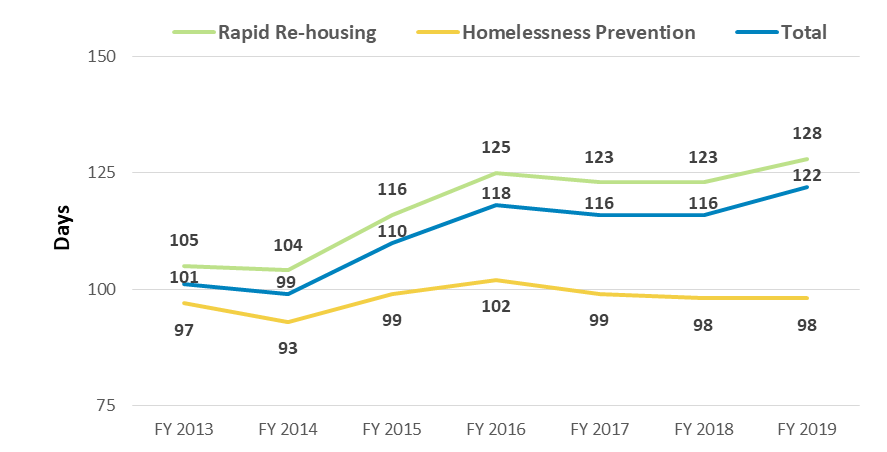 Rapid Re-housing Homelessness Prevention Total
150
125
100
75
Days
105 104 116 125 123 123 128
101 99 110 118 116 116 122
97 93 99 102 99 98 98
FY 2013 FY 2014 FY 2015 FY 2016 FY 2017 FY 2018 FY 2019